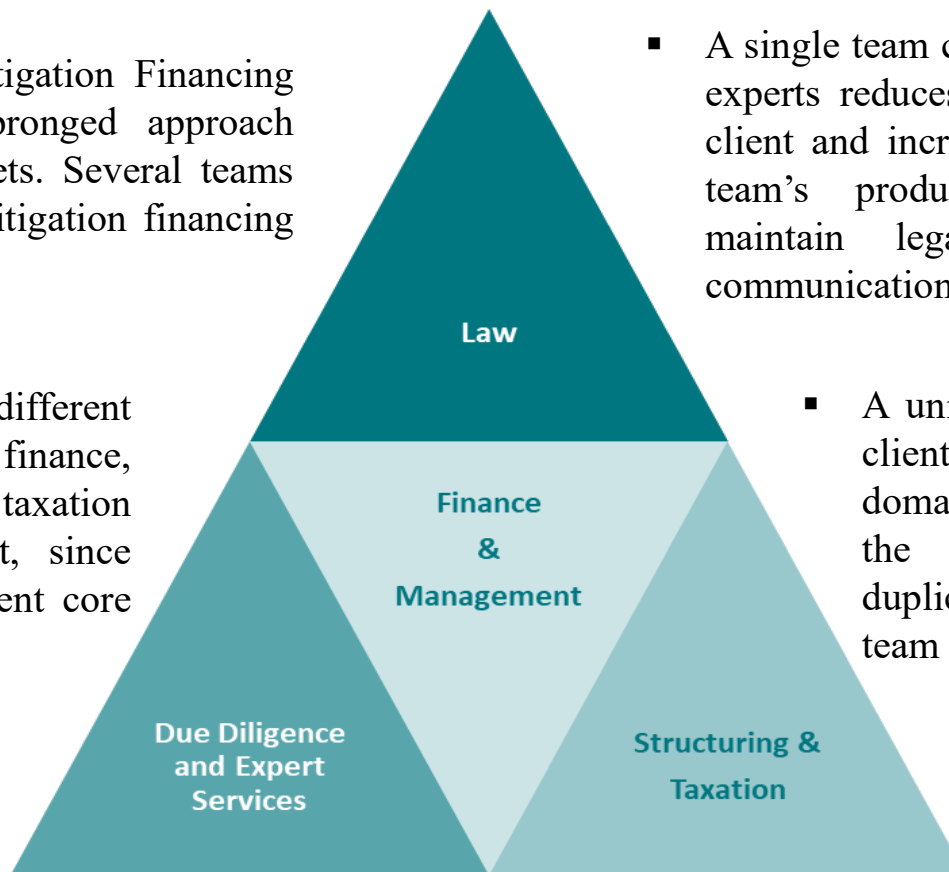 tigation Financing
pronged approach
ets. Several teams
itigation financing
different
finance,
taxation
t, since
ent core
Law
Finance
&
Management
Due Diligence
and Expert
Services
Structuring &
Taxation
▪ A single team
experts reduces
client and incr
team's produ
maintain lega
communication
▪ A uni
client
doma
the
duplic
team